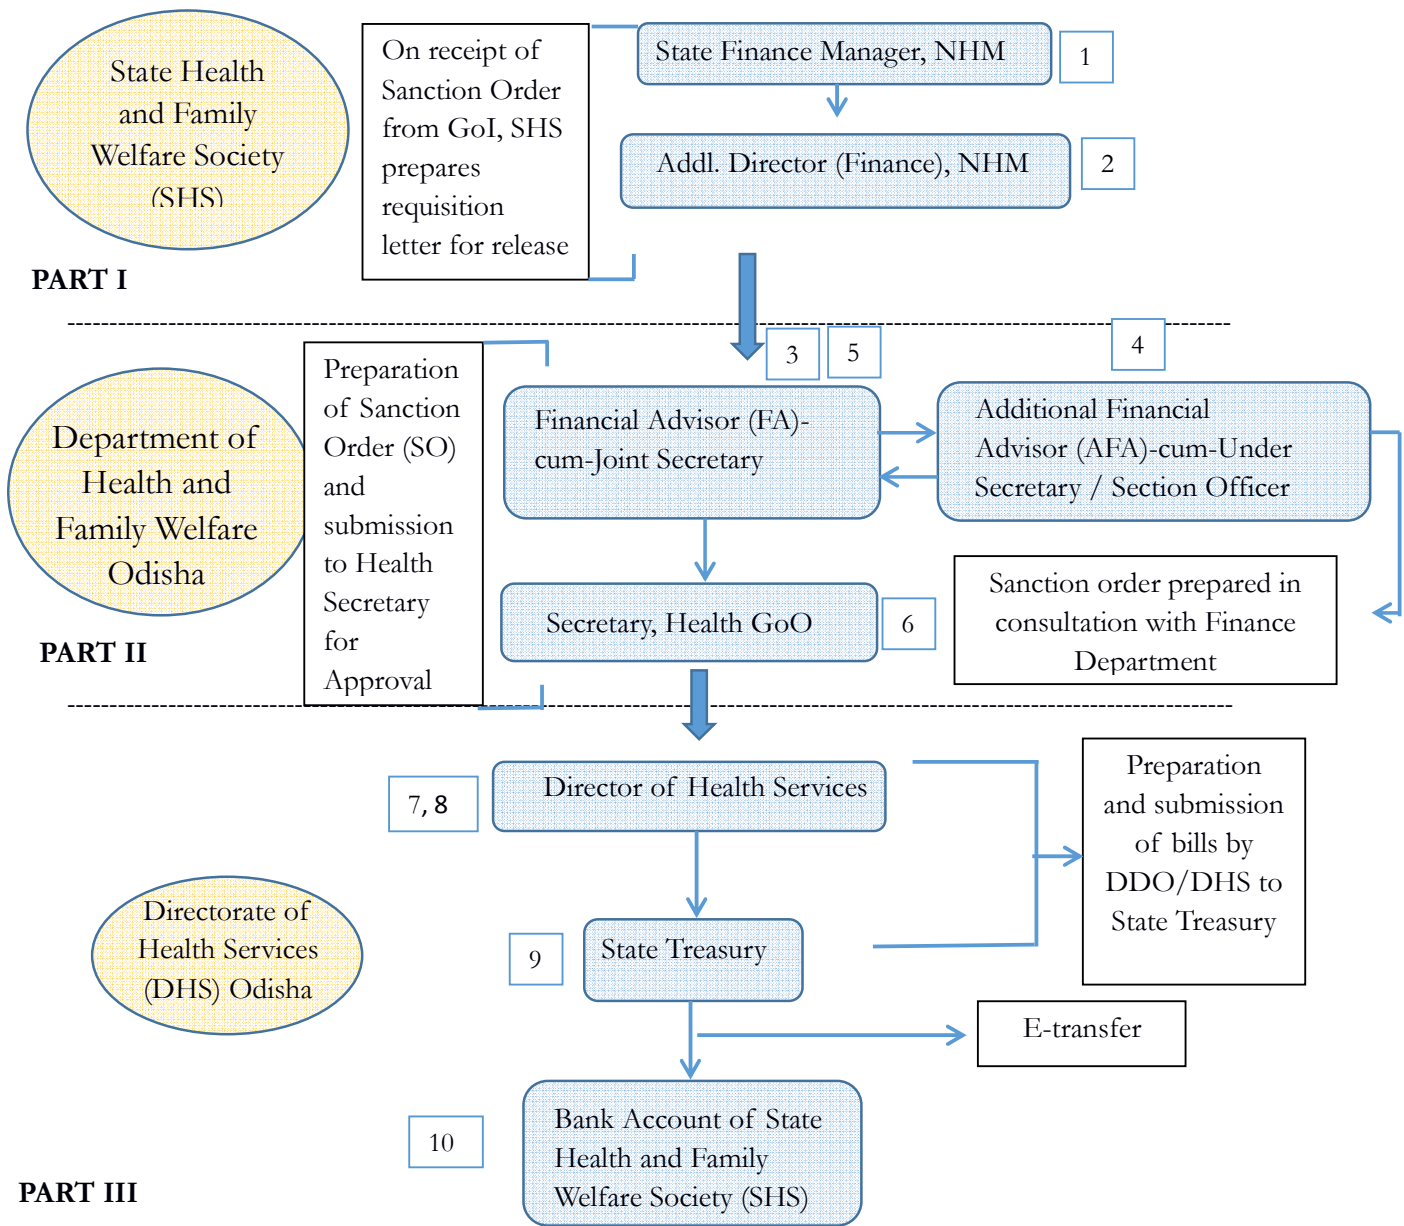 State Health
and Family
Welfare Society
(SHS)
PART I
On receipt of
Sanction Order
from GoI, SHS
prepares
requisition
letter for release
State Finance Manager, NHM
1
Addl. Director (Finance), NHM
2
Department of
Health and
Family Welfare
Odisha
PART II
Preparation
of Sanction
Order (SO)
and
submission
to Health
Secretary
for
Approval
3
5
4
Financial Advisor (FA)-
cum-Joint Secretary
Additional Financial
Advisor (AFA)-cum-Under
Secretary / Section Officer
Secretary, Health GoO
6
Sanction order prepared in
consultation with Finance
Department
Directorate of
Health Services
(DHS) Odisha
PART III
7, 8
Director of Health Services
Preparation
and submission
of bills by
DDO/DHS to
State Treasury
9
State Treasury
E-transfer
10
Bank Account of State
Health and Family
Welfare Society (SHS)